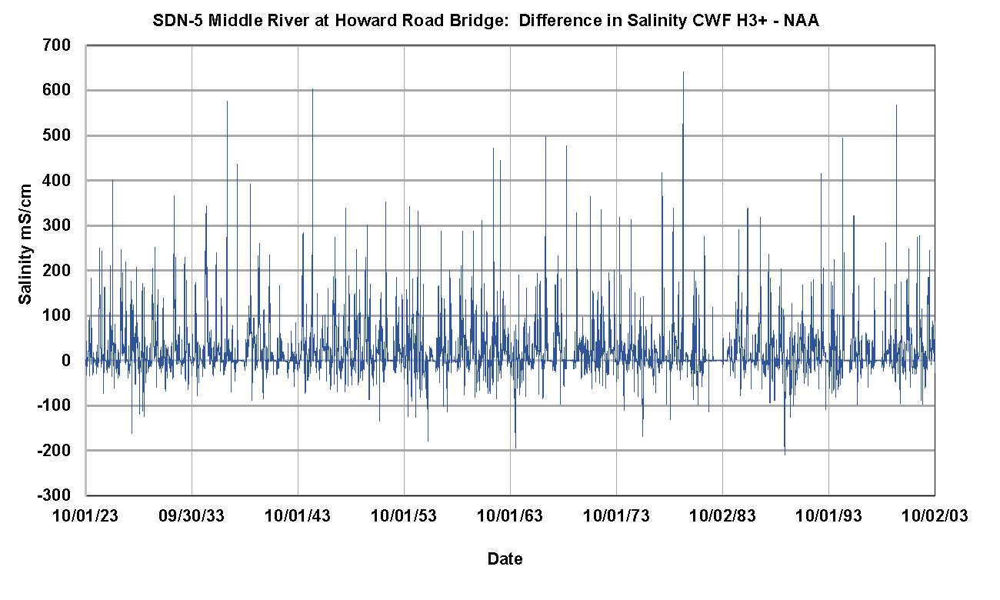 SDN-5 Middle River at Howard Road Bridge:  Difference in Salinity CWF H3+ - NAA
700
600
500
400
300
200
100
0
-100
-200
-300
Salinity mS/cm
10/01/23 09/30/33 10/01/43 10/01/53 10/01/63 10/01/73 10/02/83 10/01/93 10/02/03
Date